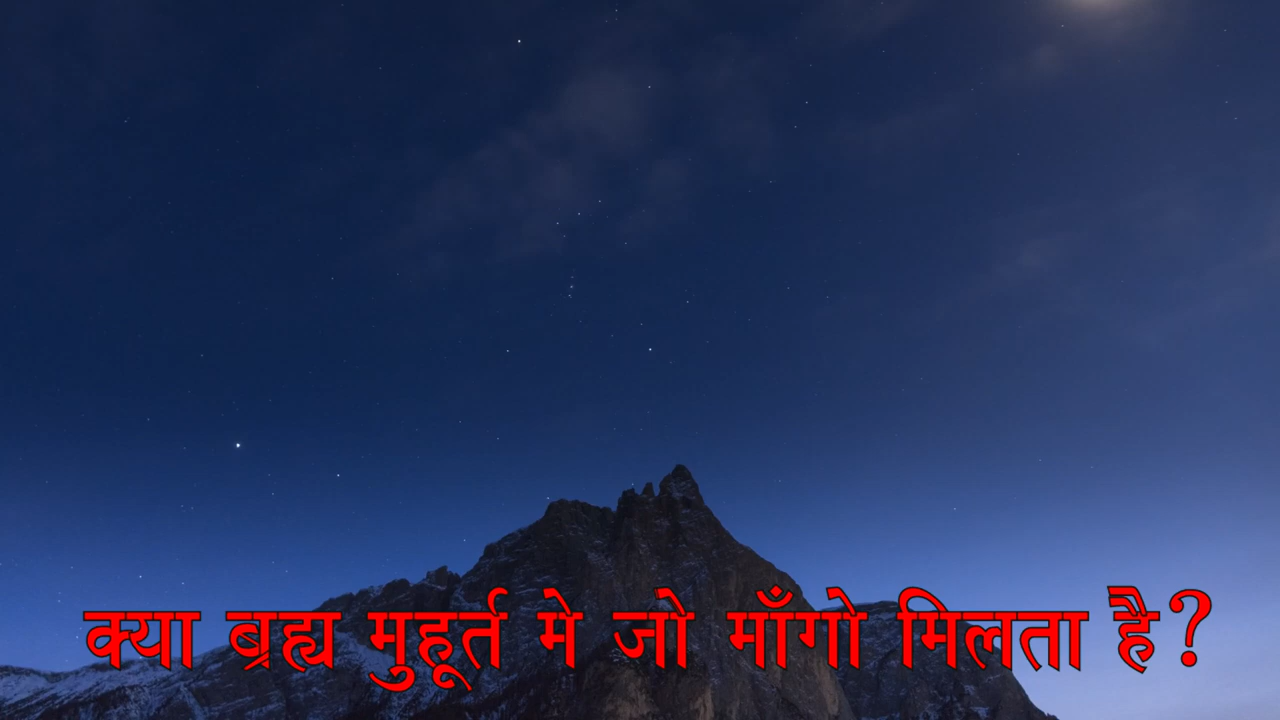 क्या ब्रह्य मुहूर्त मे जो माँगो मिलता है?